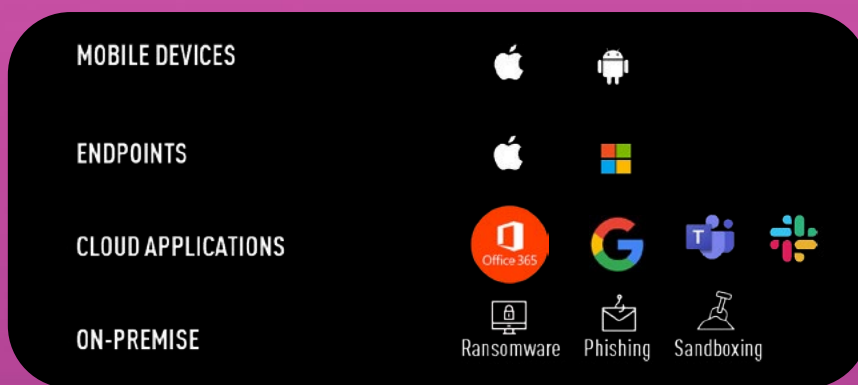 MOBILE DEVICES
ENDPOINTS
CLOUD APPLICATIONS
Office 365
T
ON-PREMISE
Ransomware Phishing Sandboxing